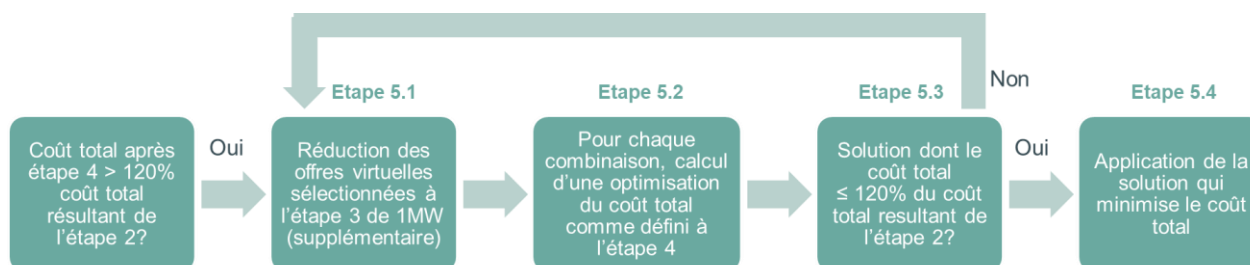 Non
Etape 5.1
Etape 5.2
Etape 5.3
Etape 5.4
Coût total après
étape 4 > 120%
coût total
résultant de
l'étape 2?
Oui
Réduction des
offres virtuelles
sélectionnées à
l'étape 3 de 1MW
(supplémentaire)
Pour chaque
combinaison, calcul
d'une optimisation
du coût total
comme défini à
l'étape 4
Solution dont le
coût total
≤ 120% du coût
total resultant de
l'étape 2?
Oui
Application de la
solution qui
minimise le coût
total